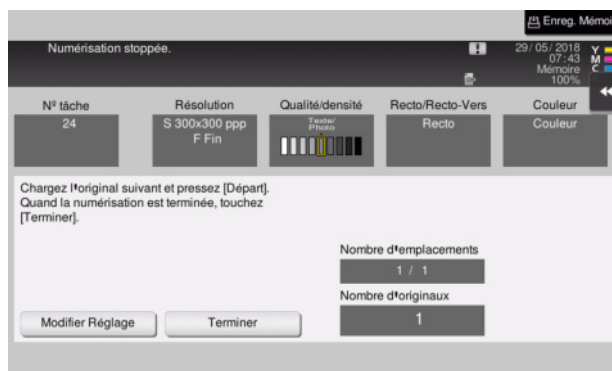 Enreg. Mémoi
Numérisation stoppée.
29/05/2018
07:43
Mémoire
100%
Y
M
C
Nº tâche
24
Résolution
S 300x300 ppp
F Fin
Qualité/densité
Texte/
Photo
Recto/Recto-Vers
Recto
Couleur
Couleur
Chargez l'original suivant et pressez [Départ].
Quand la numérisation est terminée, touchez
[Terminer].
Nombre d'emplacements
1 / 1
Nombre d'originaux
1
Modifier Réglage
Terminer